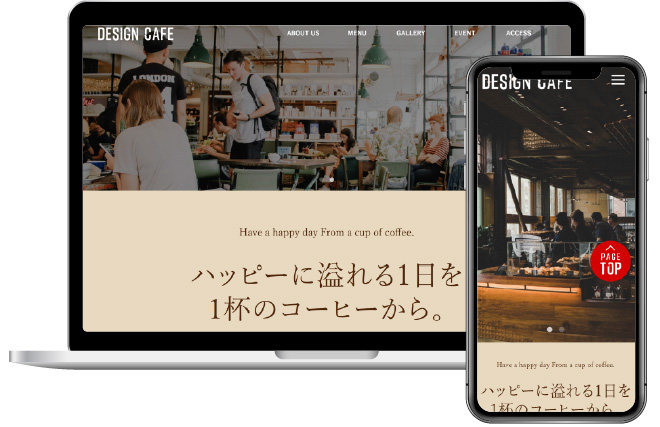 DESIGN CAFE
ABOUT US
MENU
GALLERY
EVENT
ACCESS
LONDON
Have a happy day From a cup of coffee.
ハッピーに溢れる1日を
1杯のコーヒーから。
DESIGN CAFE
PAGE
TOP
Have a happy day From a cup of coffee.
ハッピーに溢れる1日を
1杯のコーヒーから。